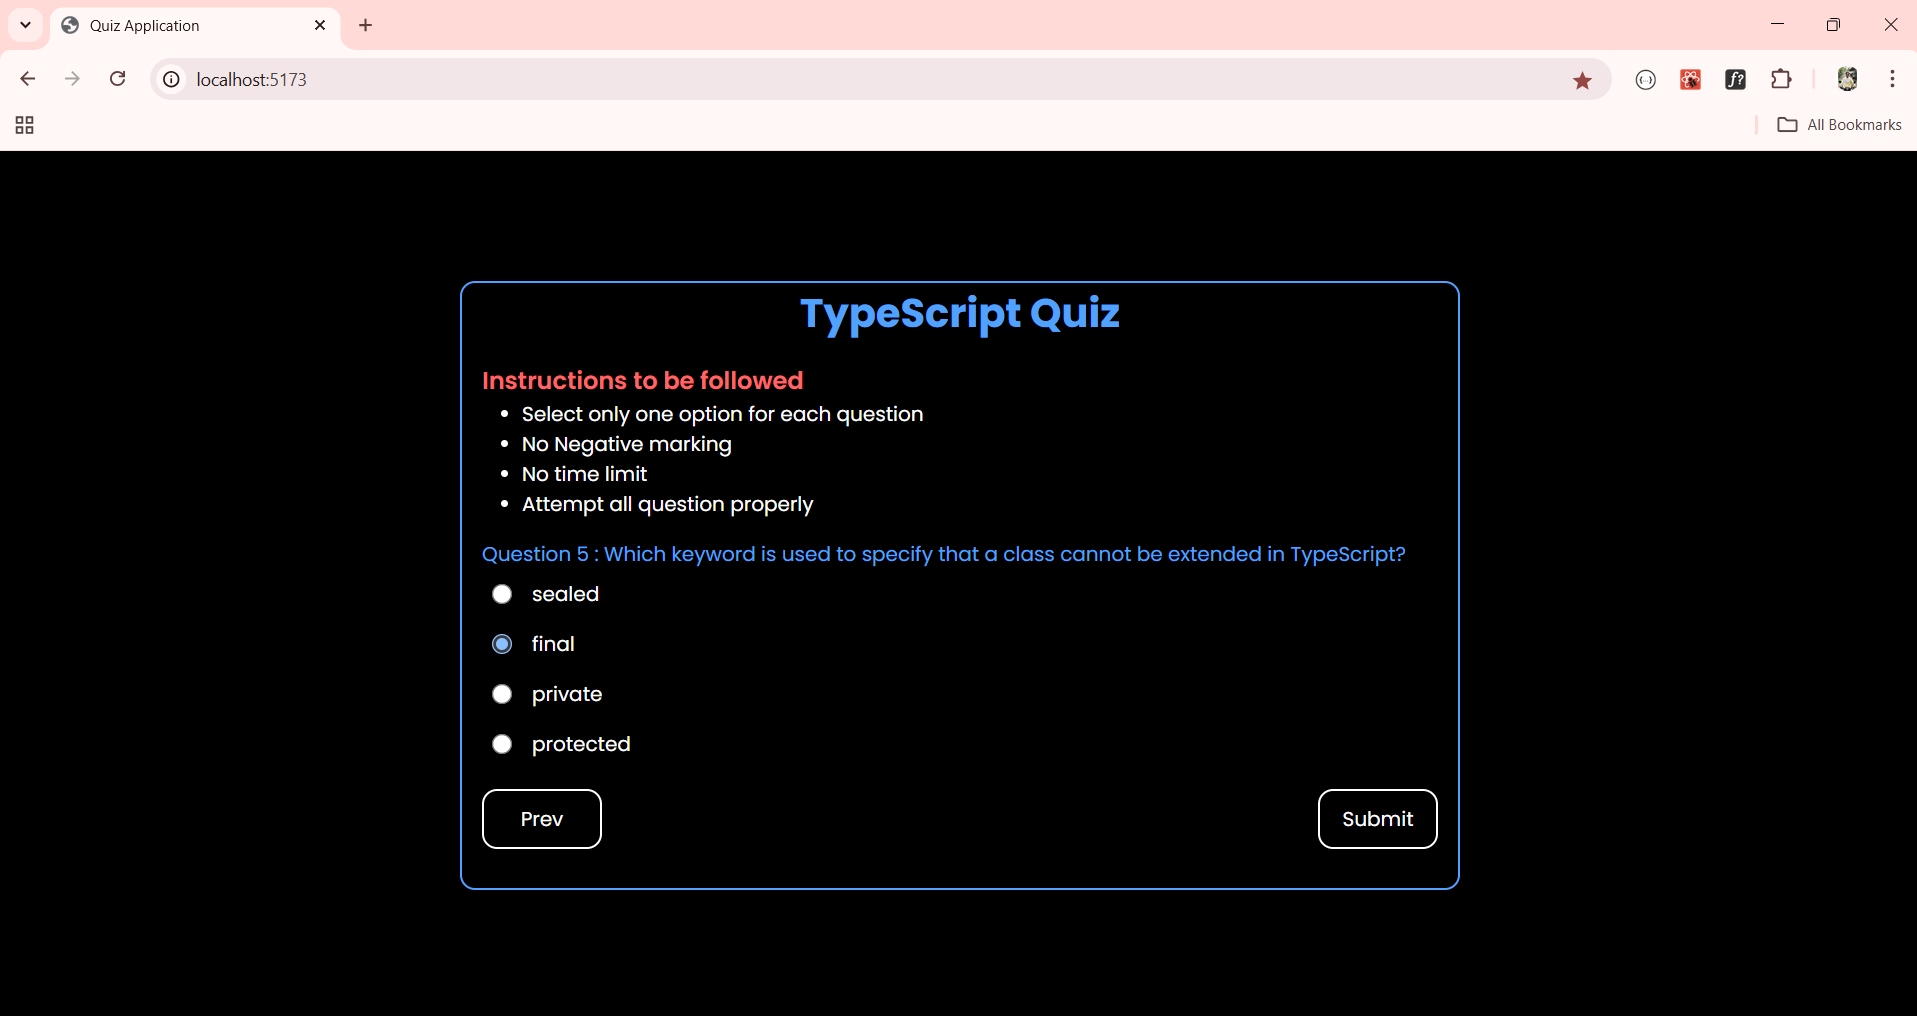 Quiz Application
localhost:5173
All Bookmarks
TypeScript Quiz
Instructions to be followed
• Select only one option for each question
• No Negative marking
• No time limit
• Attempt all question properly
Question 5 : Which keyword is used to specify that a class cannot be extended in TypeScript?
sealed
final
private
protected
Prev
Submit